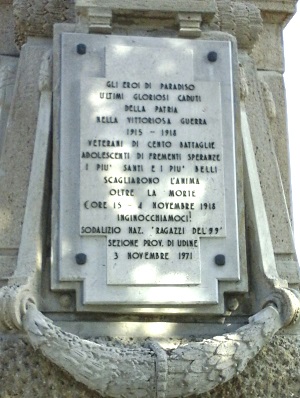 GLI EROI DI PARADISO
ULTIMI GLORIOSI CADUTI
DELLA PATRIA
NELLA VITTORIOSA GUERRA
1915 - 1918
VETERANI DI CENTO BATTAGLIE
ADOLESCENTI DI FREMENTI SPERANZE
I PIU' SANTI E I PIU' BELLI
SCAGLIARONO L'ANIMA
OLTRE LA MORTE
(ORE 15 - 4 NOVEMBRE 1918
INGINOCCHIAMOCI!
SODALIZIO NAZ. "RAGAZZI DEL 99"
SEZIONE PROV. DI UDINE
3 NOVEMBRE 1971